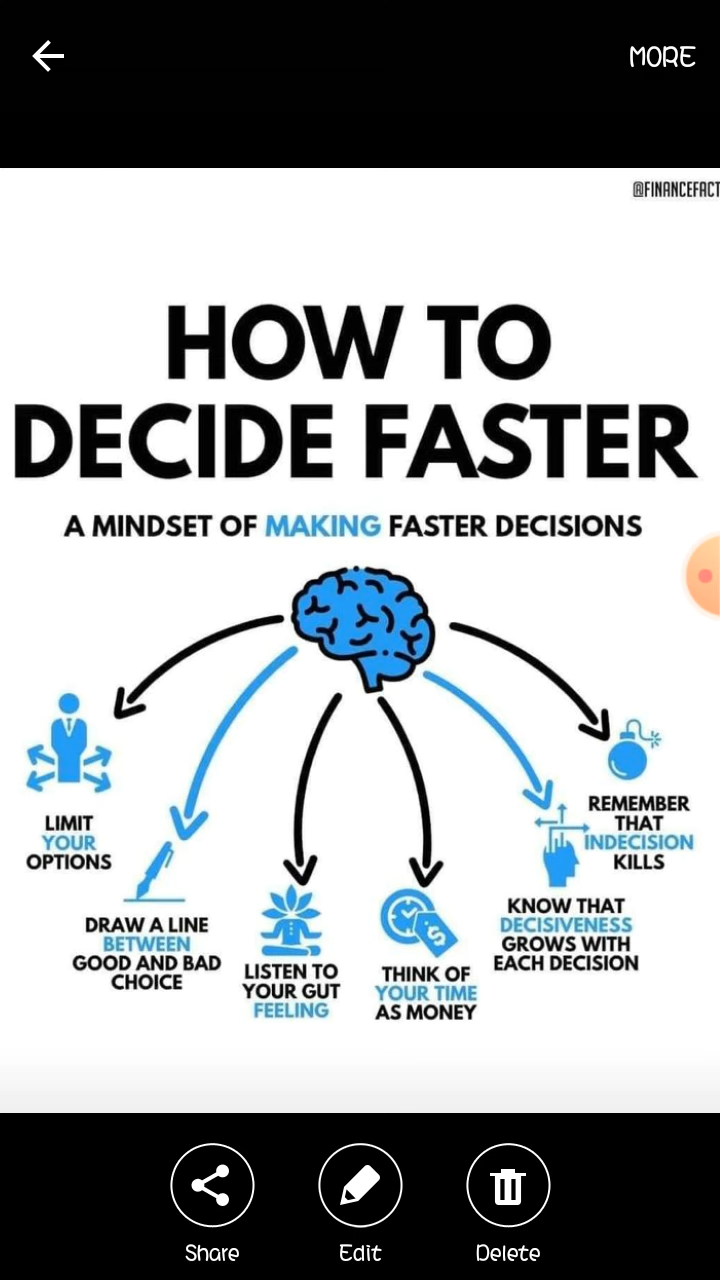 MORE
@FINANCEFACT
HOW TO
DECIDE FASTER
A MINDSET OF MAKING FASTER DECISIONS
LIMIT
YOUR
OPTIONS
DRAW A LINE
BETWEEN
GOOD AND BAD
CHOICE
LISTEN TO
YOUR GUT
FEELING
THINK OF
YOUR TIME
AS MONEY
KNOW THAT
DECISIVENESS
GROWS WITH
EACH DECISION
REMEMBER
THAT
INDECISION
KILLS
Share
Edit
Delete